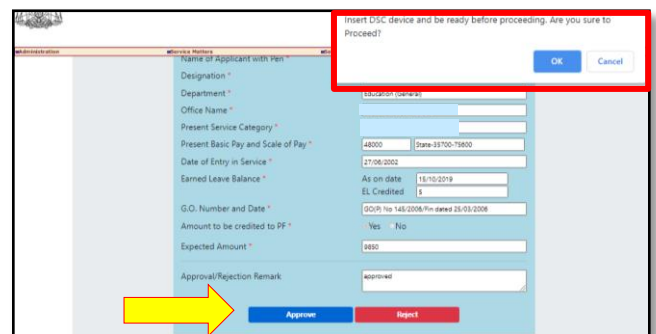 Insert DSC device and be ready before proceeding. Are you sure to
Proceed?
OK Cancel
Administration Service Matters
Name of Applicant with Pen *
Designation *
Department * Education (General)
Office Name *
Present Service Category *
Present Basic Pay and Scale of Pay * 48000 State-35700-75600
Date of Entry in Service * 27/06/2002
Earned Leave Balance * As on date 15/10/2019
EL Credited 5
G.O. Number and Date * GO(P) No 145/2006/Fin dated 25/03/2006
Amount to be credited to PF * Yes No
Expected Amount * 9850
Approval/Rejection Remark approved
Approve Reject